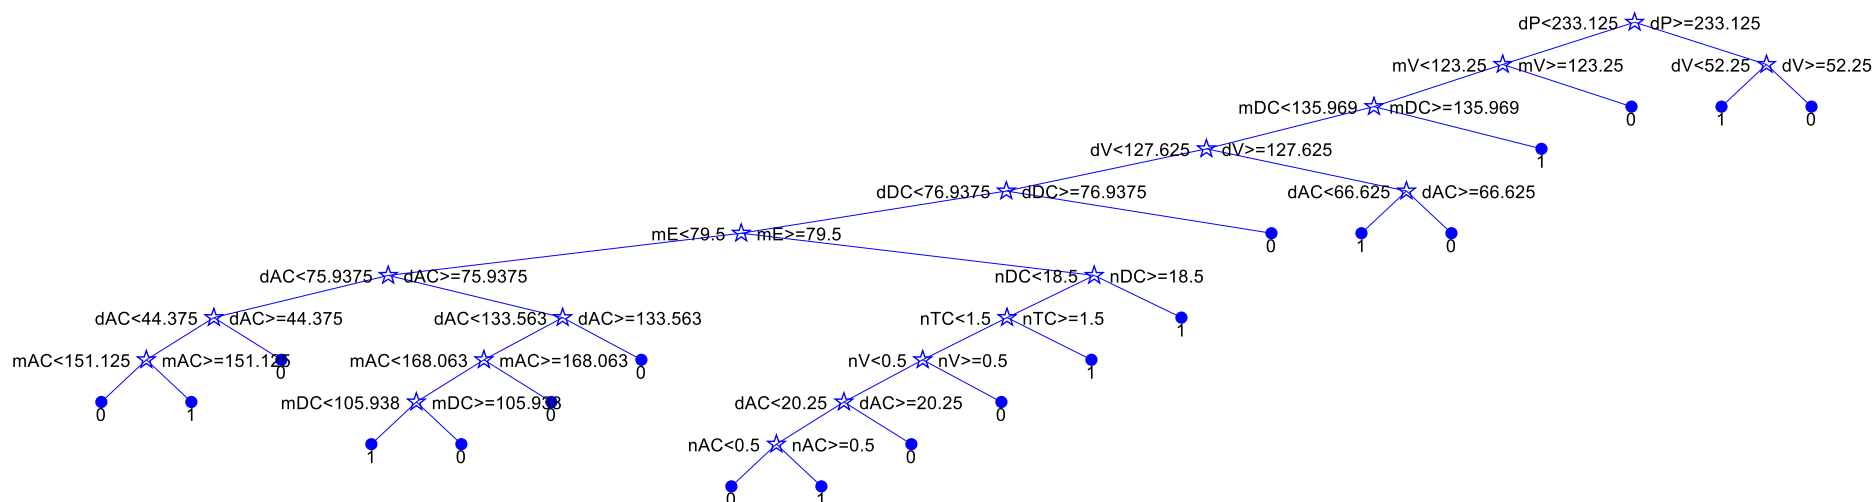 dP<233.125 dP>=233.125
mV<123.25 mV>=123.25 dV<52.25 dV>=52.25
mDC<135.969 mDC>=135.969 0 1 0
dV<127.625 dV>=127.625 1
dDC<76.9375 dDC>=76.9375 dAC<66.625 dAC>=66.625
mE<79.5 mE>=79.5 0 1 0
dAC<75.9375 dAC>=75.9375 nDC<18.5 nDC>=18.5
dAC<44.375 dAC>=44.375 dAC<133.563 dAC>=133.563 nTC<1.5 nTC>=1.5 1
mAC<151.125 mAC>=151.125 0 mAC<168.063 mAC>=168.063 0 nV<0.5 nV>=0.5 1
0 1 mDC<105.938 mDC>=105.938 0 dAC<20.25 dAC>=20.25 0
1 0 nAC<0.5 nAC>=0.5 0
0 1